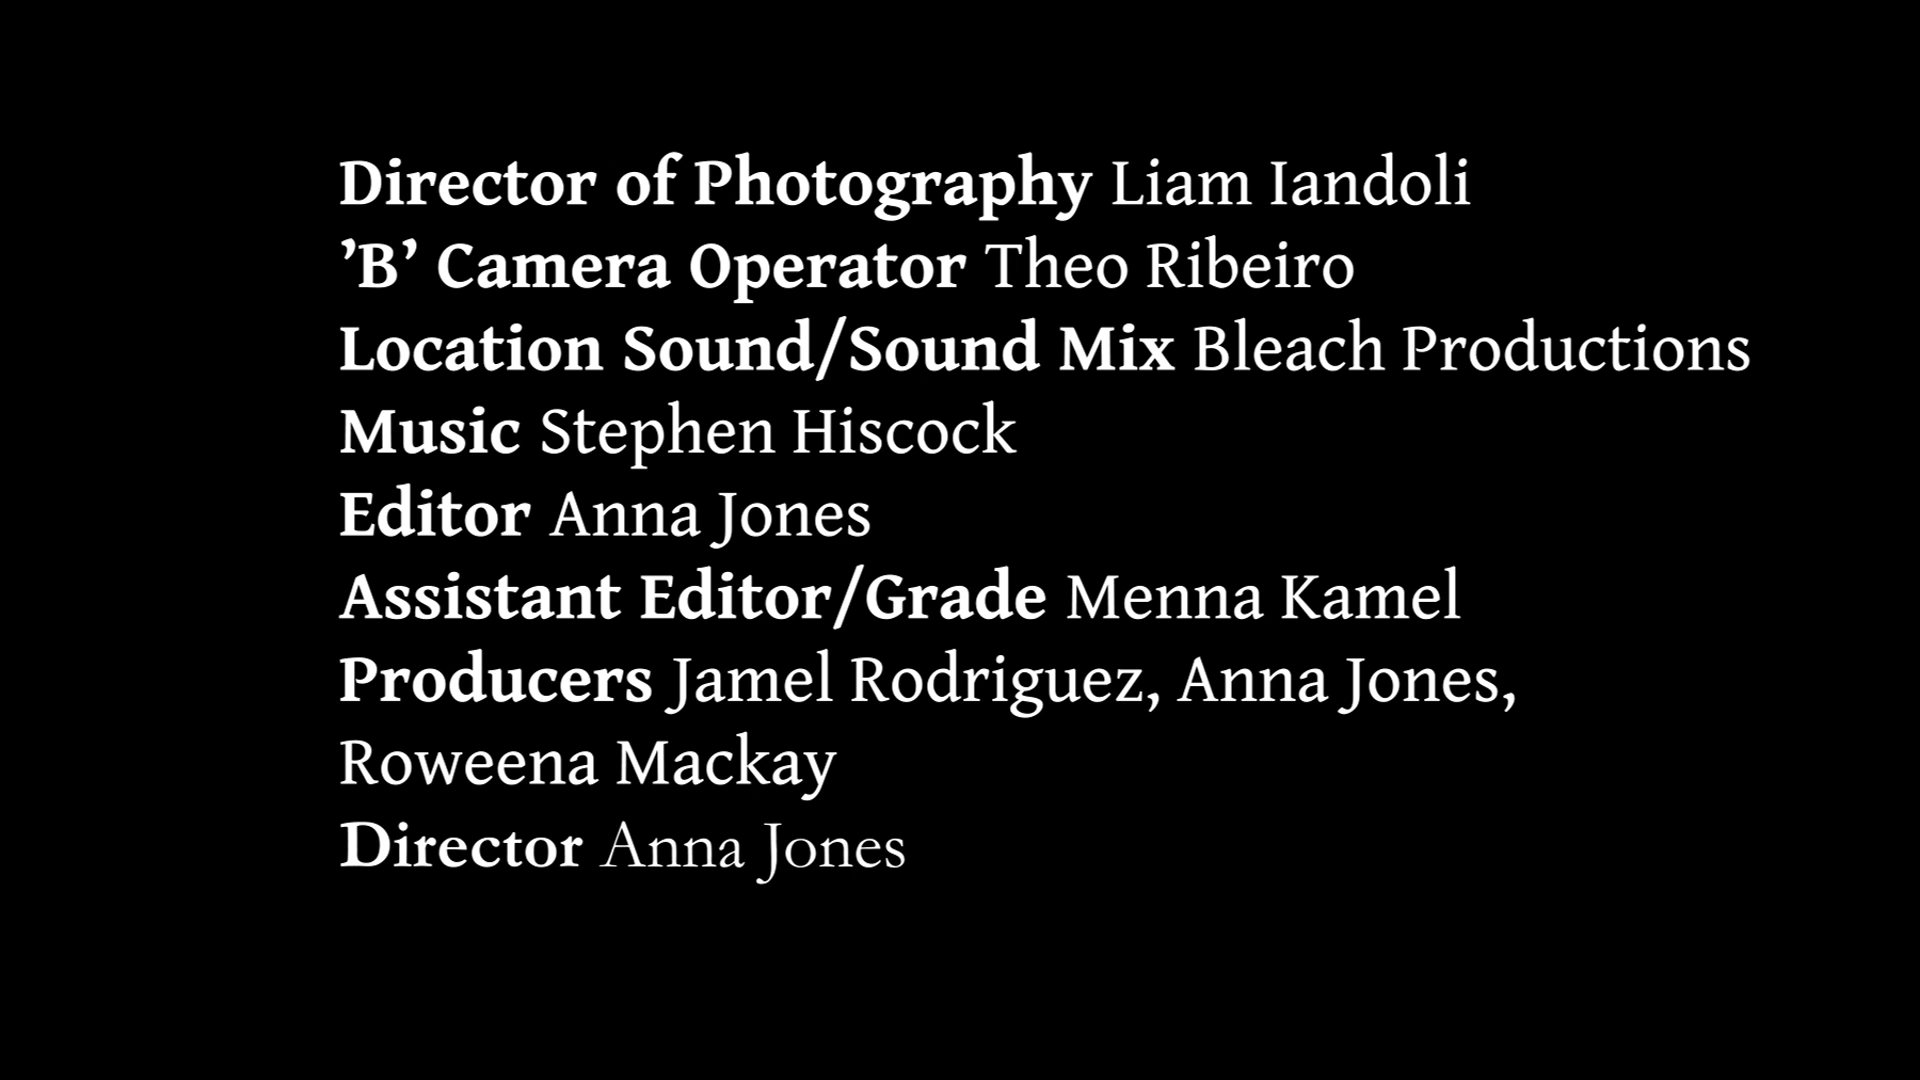 Director of Photography Liam Iandoli
’B’ Camera Operator Theo Ribeiro
Location Sound/Sound Mix Bleach Productions
Music Stephen Hiscock
Editor Anna Jones
Assistant Editor/Grade Menna Kamel
Producers Jamel Rodriguez, Anna Jones,
Roweena Mackay
Director Anna Jones